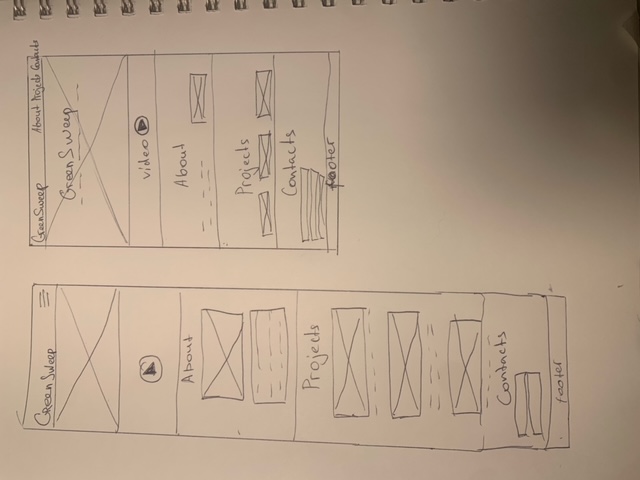 GreenSweep
About
Projects
Contacts
footer
GreenSweep About Projects Contacts
GreenSweep
video
About
Projects
Contacts
footer